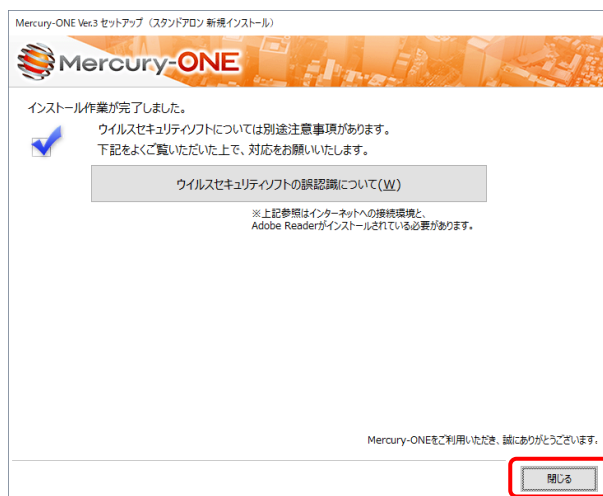 Mercury-ONE Ver.3 セットアップ（スタンドアロン 新規インストール）
Mercury-ONE
インストール作業が完了しました。
ウイルスセキュリティソフトについては別途注意事項があります。
下記をよくご覧いただいた上で、対応をお願いいたします。
ウイルスセキュリティソフトの誤認識について(W)
※上記参照はインターネットへの接続環境と、
Adobe Readerがインストールされている必要があります。
Mercury-ONEをご利用いただき、誠にありがとうございます。
閉じる